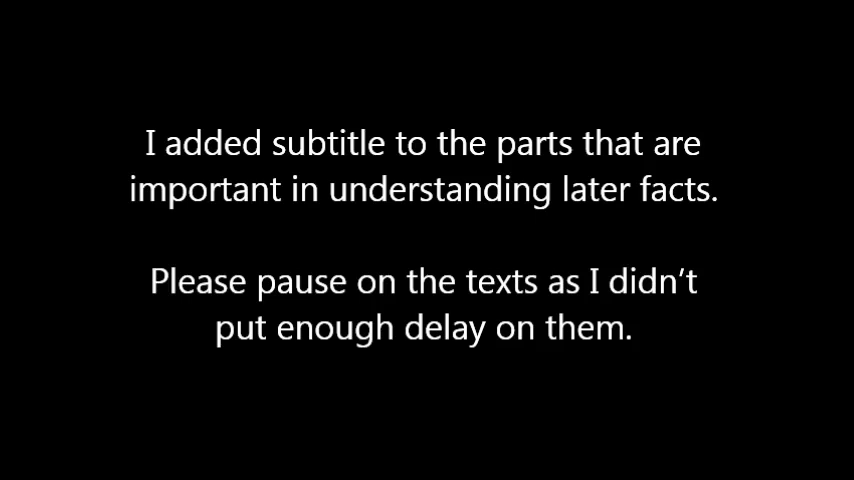 I added subtitle to the parts that are
important in understanding later facts.
Please pause on the texts as I didn’t
put enough delay on them.